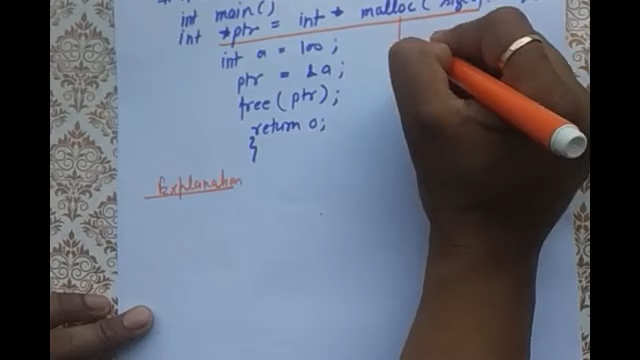 int main()
int *ptr = int* malloc(
int a = 100;
ptr = &a;
free(ptr);
return 0;
}
Explanation